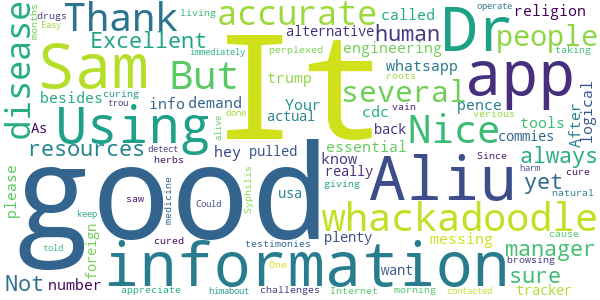 drugs living Thank accurate called religion
Easy months Sam Excellent alternative human Dr people
operate
disease But It engineering whatsapp app taking
immediately perplexed trump several
besides curing info demand Your pence roots vain verious
As trou Using actual cdc Nice tools After logical
resources hey pulled essential back commies
done alive know Aliu always yet
please detect herbs saw Syphilis really giving Since cure
good usa whackadoodle harm natural
medicine Could plenty messing cause
foreign keep cured testimonies want manager
Not told information One sure browsing
number himabout tracker
appreciate challenges Internet morning contacted